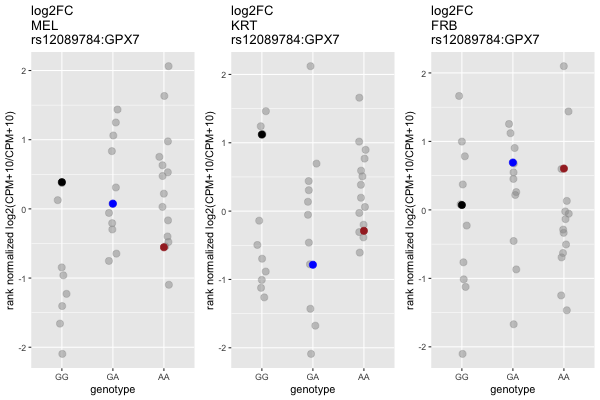 log2FC
MEL
rs12089784:GPX7
rank normalized log2(CPM+10/CPM+10)
2
1
0
-1
-2
GG
GA
AA
genotype
log2FC
KRT
rs12089784:GPX7
rank normalized log2(CPM+10/CPM+10)
2
1
0
-1
-2
GG
GA
AA
genotype
log2FC
FRB
rs12089784:GPX7
rank normalized log2(CPM+10/CPM+10)
2
1
0
-1
-2
GG
GA
AA
genotype